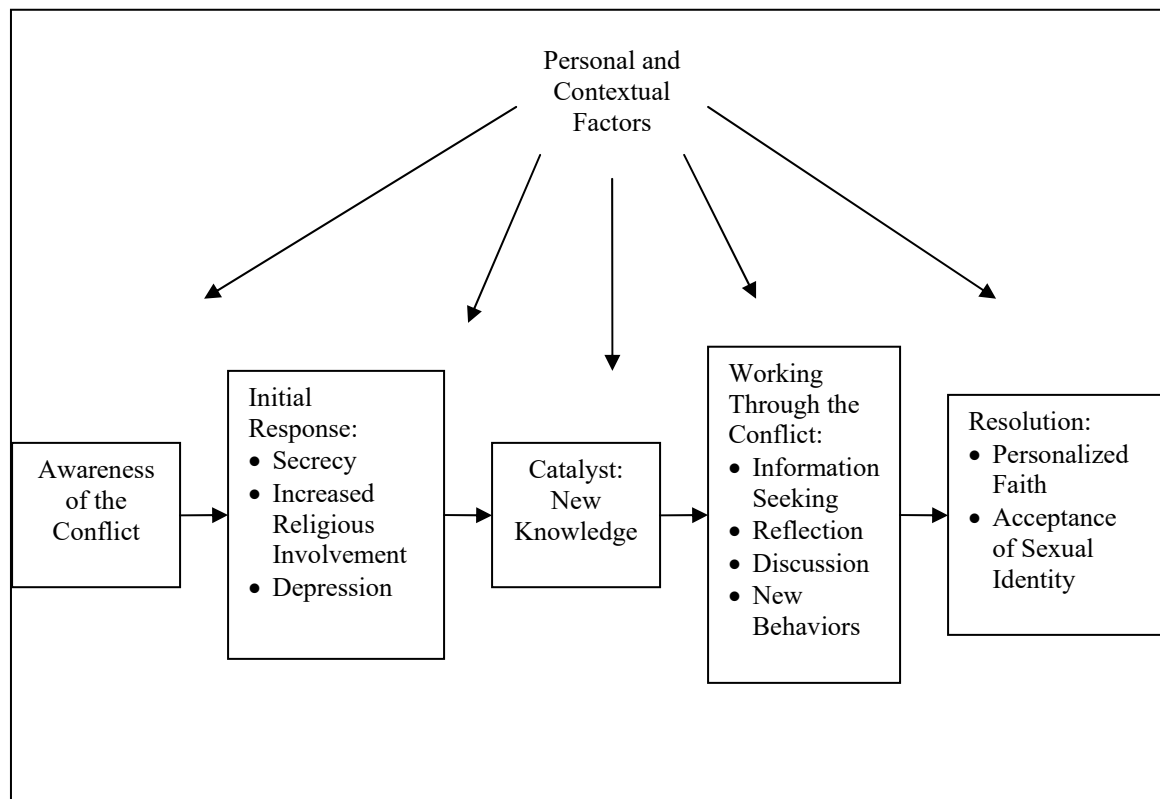 Personal and
Contextual
Factors
Awareness
of the
Conflict
Initial
Response:
• Secrecy
• Increased
Religious
Involvement
• Depression
Catalyst:
New
Knowledge
Working
Through the
Conflict:
• Information
Seeking
• Reflection
• Discussion
• New
Behaviors
Resolution:
• Personalized
Faith
• Acceptance
of Sexual
Identity